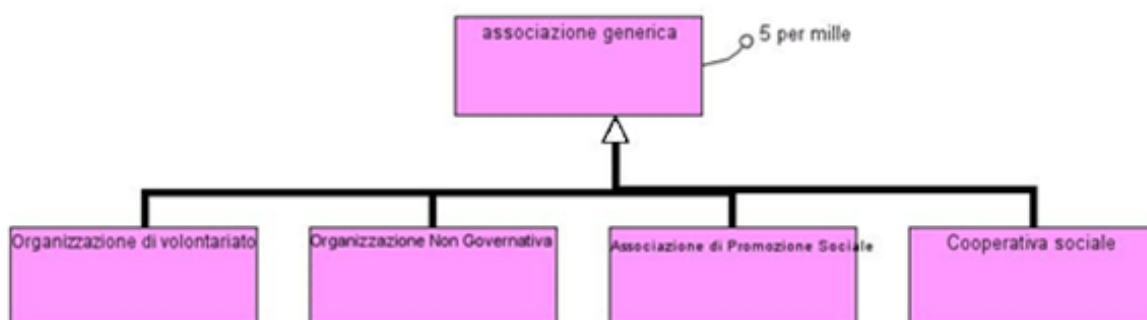 associazione generica
5 per mille
Organizzazione di volontariato
Organizzazione Non Governativa
Associazione di Promozione Sociale
Cooperativa sociale